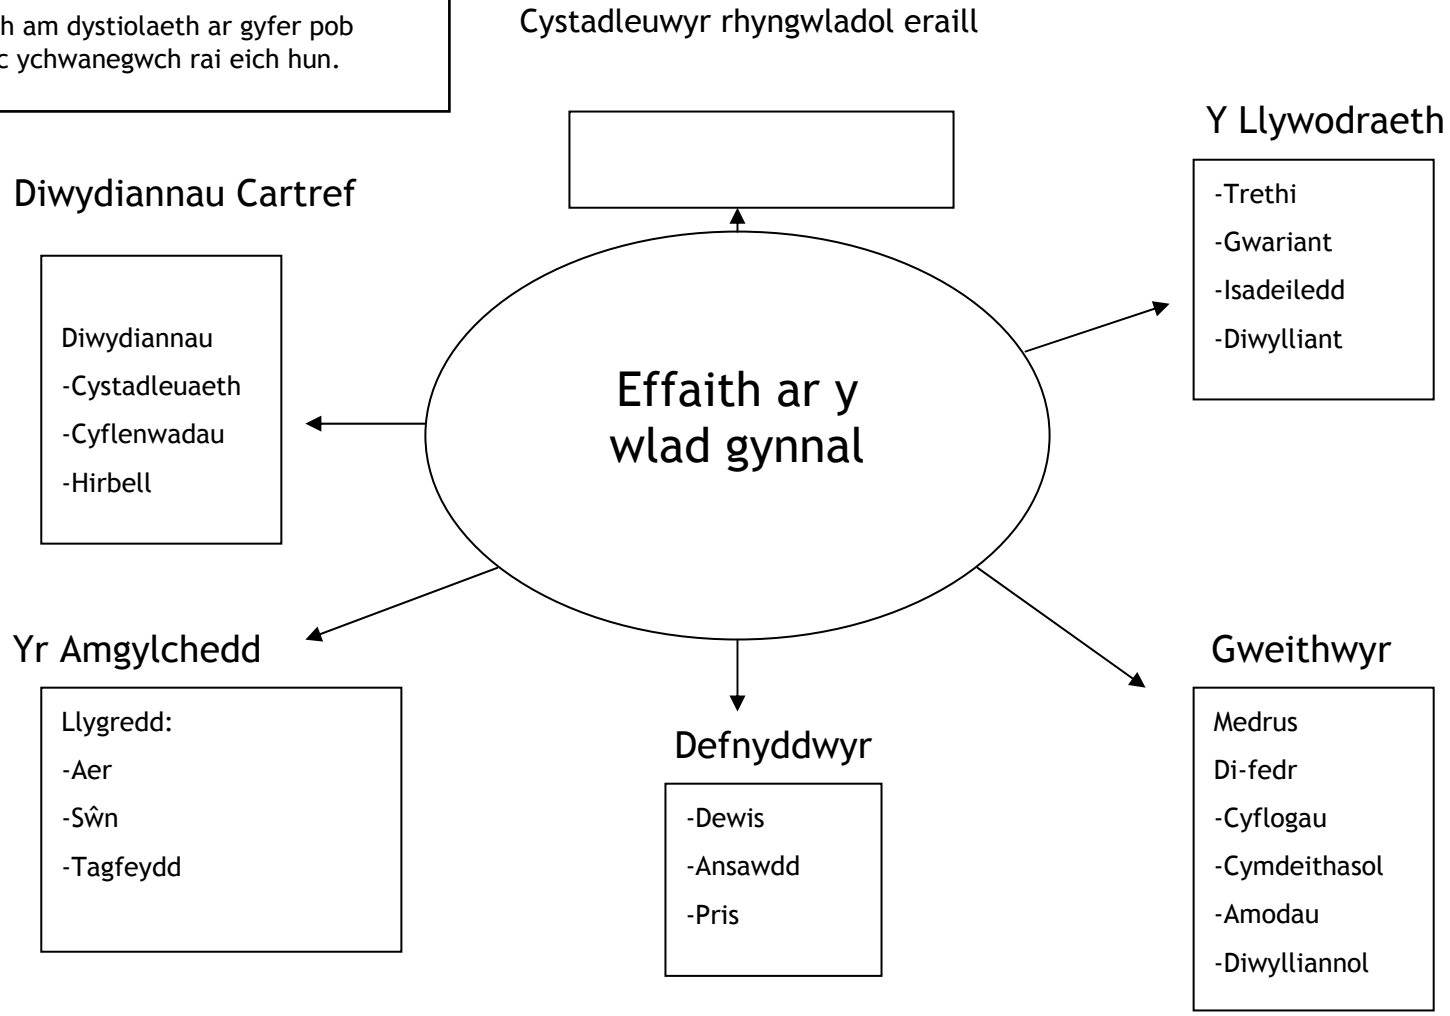 h am dystiolaeth ar gyfer pob
c ychwanegwch rai eich hun.
Cystadleuwyr rhyngwladol eraill
Y Llywodraeth
-Trethi
-Gwariant
-Isadeiledd
-Diwylliant
Diwydiannau Cartref
Diwydiannau
-Cystadleuaeth
-Cyflenwadau
-Hirbell
Effaith ar y
wlad gynnal
Yr Amgylchedd
Llygredd:
-Aer
-Sŵn
-Tagfeydd
Defnyddwyr
-Dewis
-Ansawdd
-Pris
Gweithwyr
Medrus
Di-fedr
-Cyflogau
-Cymdeithasol
-Amodau
-Diwylliannol